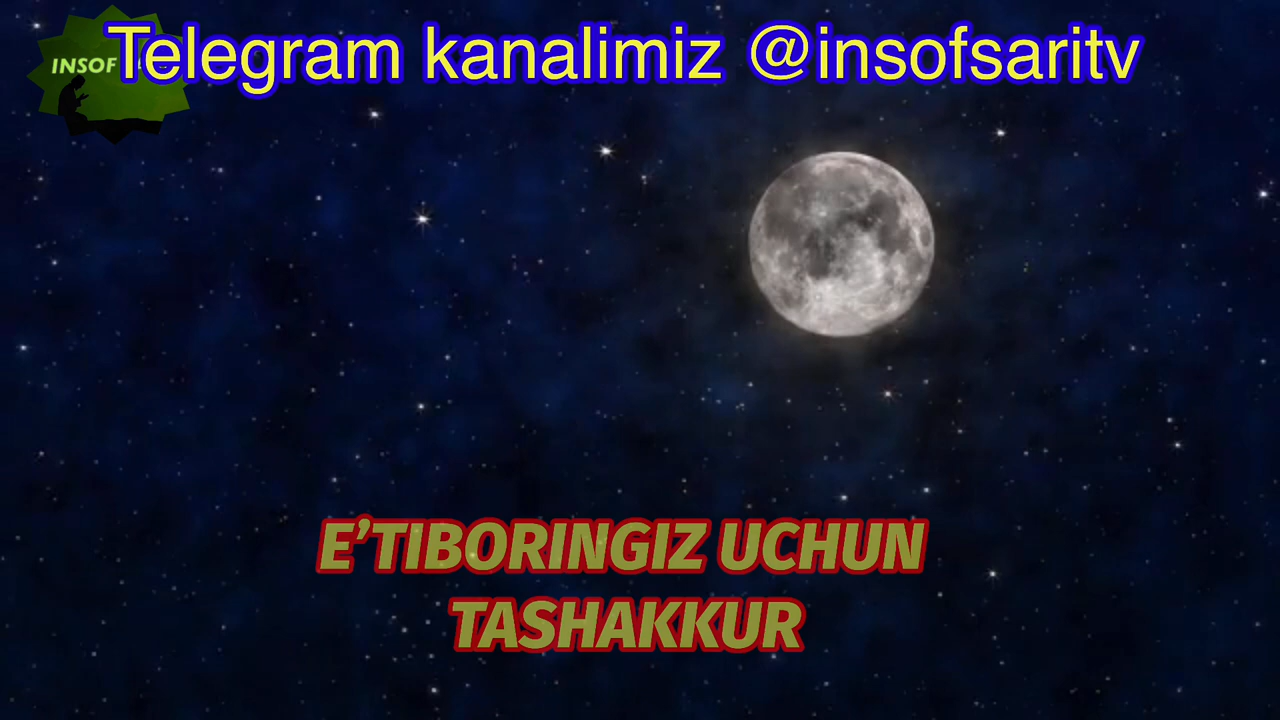 Telegram kanalimiz @insofsaritv
INSOF
E’TIBORINGIZ UCHUN
TASHAKKUR